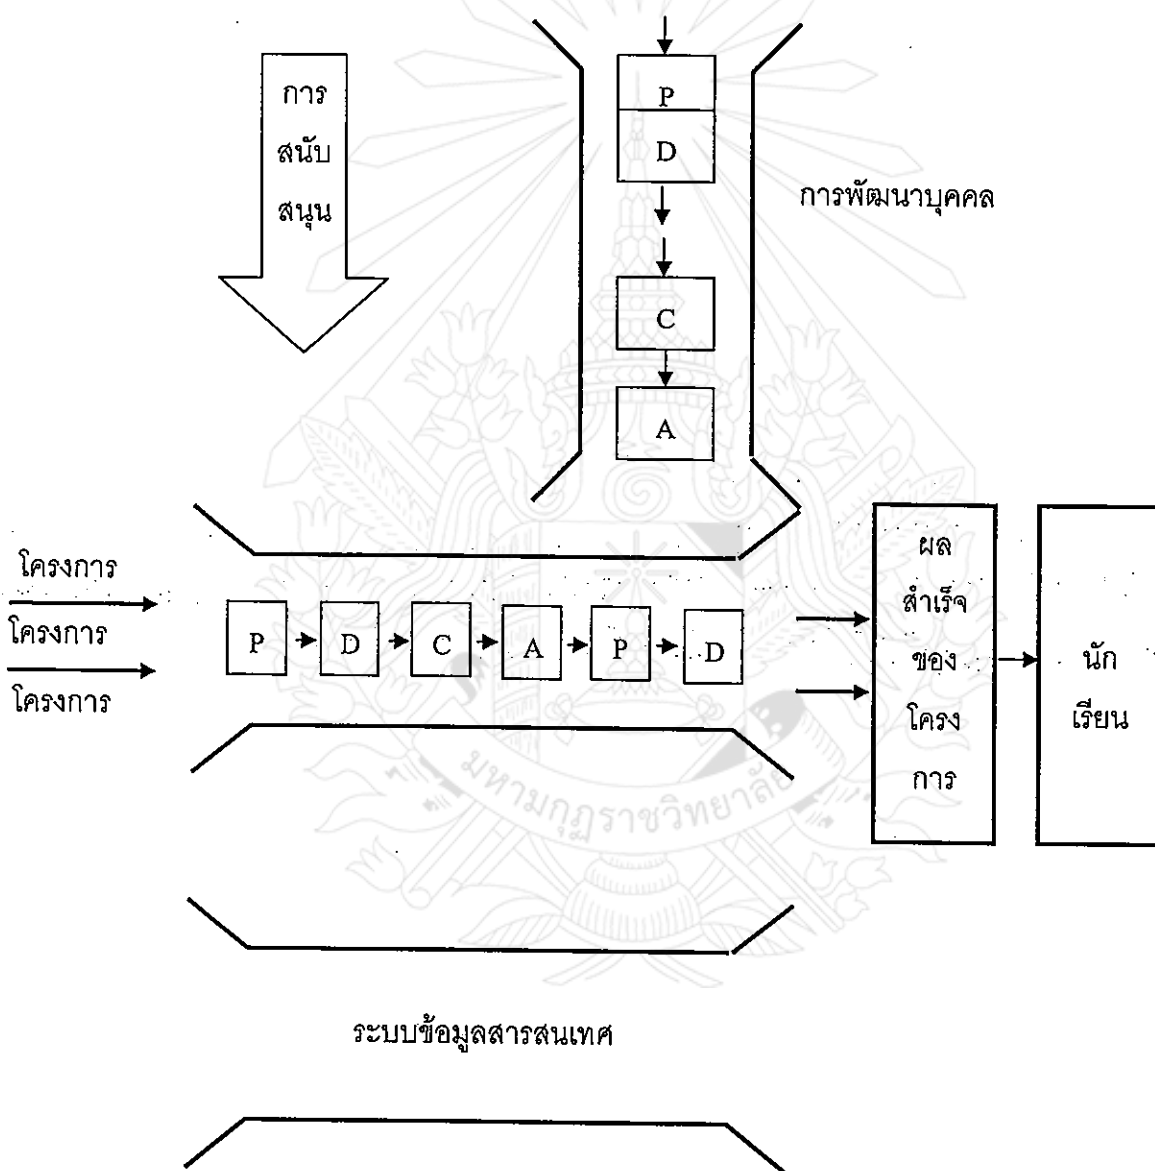 การ
สนับ
สนุน
P
D
การพัฒนาบุคคล
C
A
โครงการ
โครงการ
โครงการ
P
D
C
A
P
D
ผล
สำเร็จ
ของ
โครง
การ
นัก
เรียน
มหามกุฏราชวิทยาลัย
ระบบข้อมูลสารสนเทศ